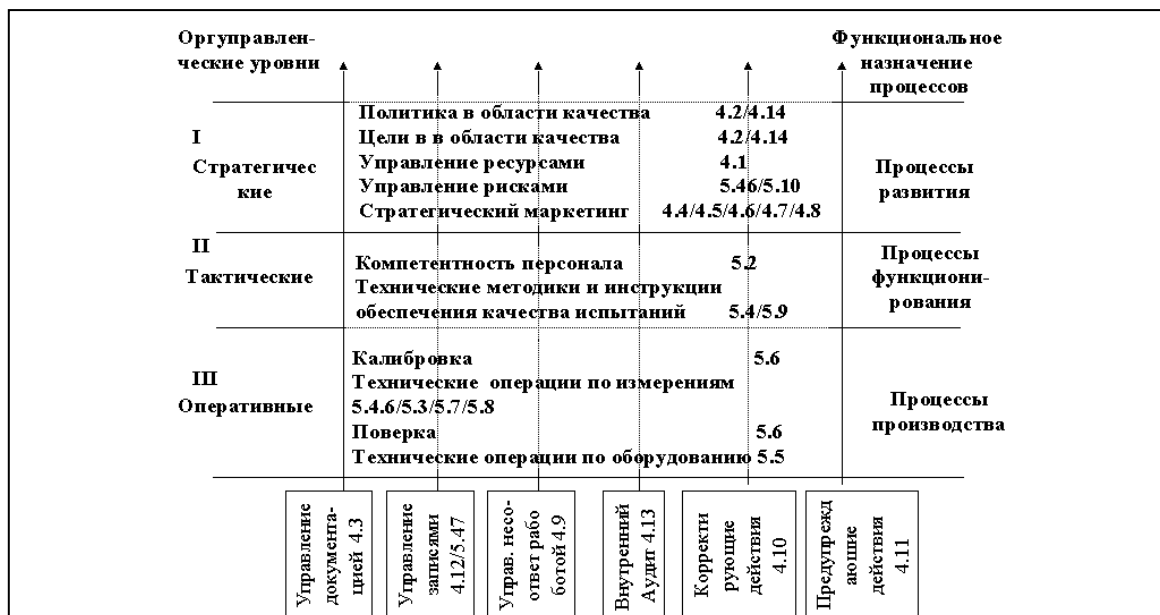 Оргуправлен-
ческие уровни
Функциональное
назначение
процессов
I
Стратегичес
кие
Политика в области качества 4.2/4.14
Цели в в области качества 4.2/4.14
Управление ресурсами 4.1
Управление рисками 5.46/5.10
Стратегический маркетинг 4.4/4.5/4.6/4.7/4.8
Процессы
развития
II
Тактические
Компетентность персонала 5.2
Технические методики и инструкции
обеспечения качества испытаний 5.4/5.9
Процессы
функциони-
рования
III
Оперативные
Калибровка 5.6
Технические операции по измерениям
5.4.6/5.3/5.7/5.8
Поверка 5.6
Технические операции по оборудованию 5.5
Процессы
производства
Управление
документа-
цией 4.3
Управление
записями
4.12/5.47
Управ. несо-
ответ рабо
ботой 4.9
Внутренний
Аудит 4.13
Корректи
рующие
действия
4.10
Предупрежд
аюшие
действия
4.11